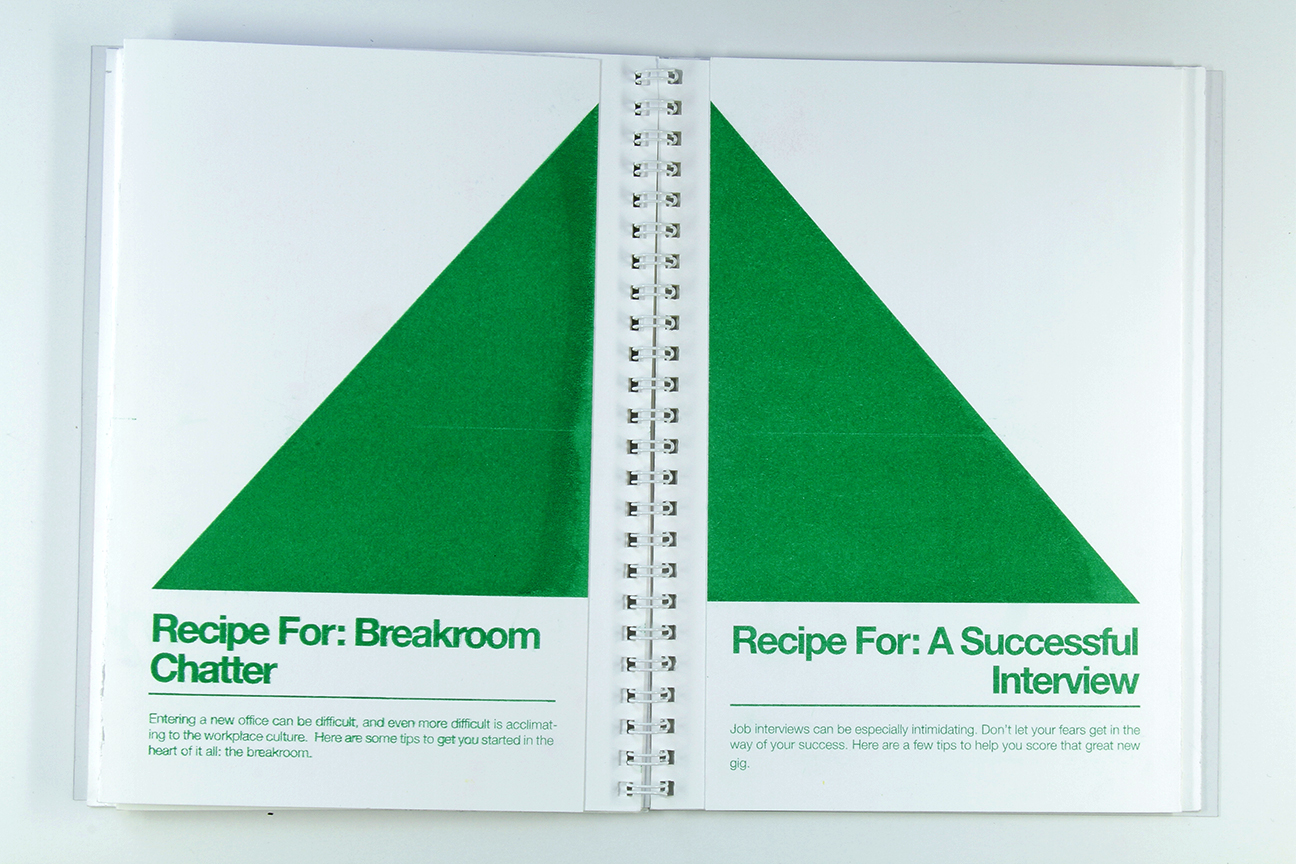 Recipe For: Breakroom
Chatter
Entering a new office can be difficult, and even more difficult is acclimat-
ing to the workplace culture.  Here are some tips to get you started in the
heart of it all: the breakroom.
Recipe For: A Successful
Interview
Job interviews can be especially intimidating. Don't let your fears get in the
way of your success. Here are a few tips to help you score that great new
gig.